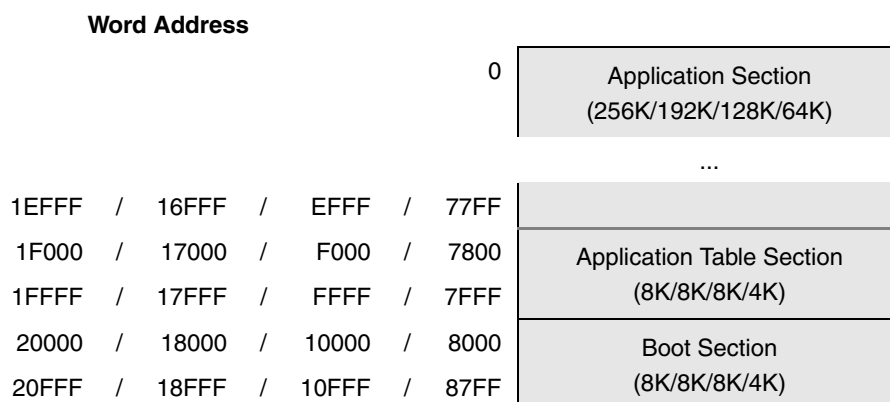 Word Address
0
Application Section
(256K/192K/128K/64K)
...
1EFFF / 16FFF / EFFF / 77FF
1F000 / 17000 / F000 / 7800
Application Table Section
1FFFF / 17FFF / FFFF / 7FFF
(8K/8K/8K/4K)
20000 / 18000 / 10000 / 8000
Boot Section
20FFF / 18FFF / 10FFF / 87FF
(8K/8K/8K/4K)